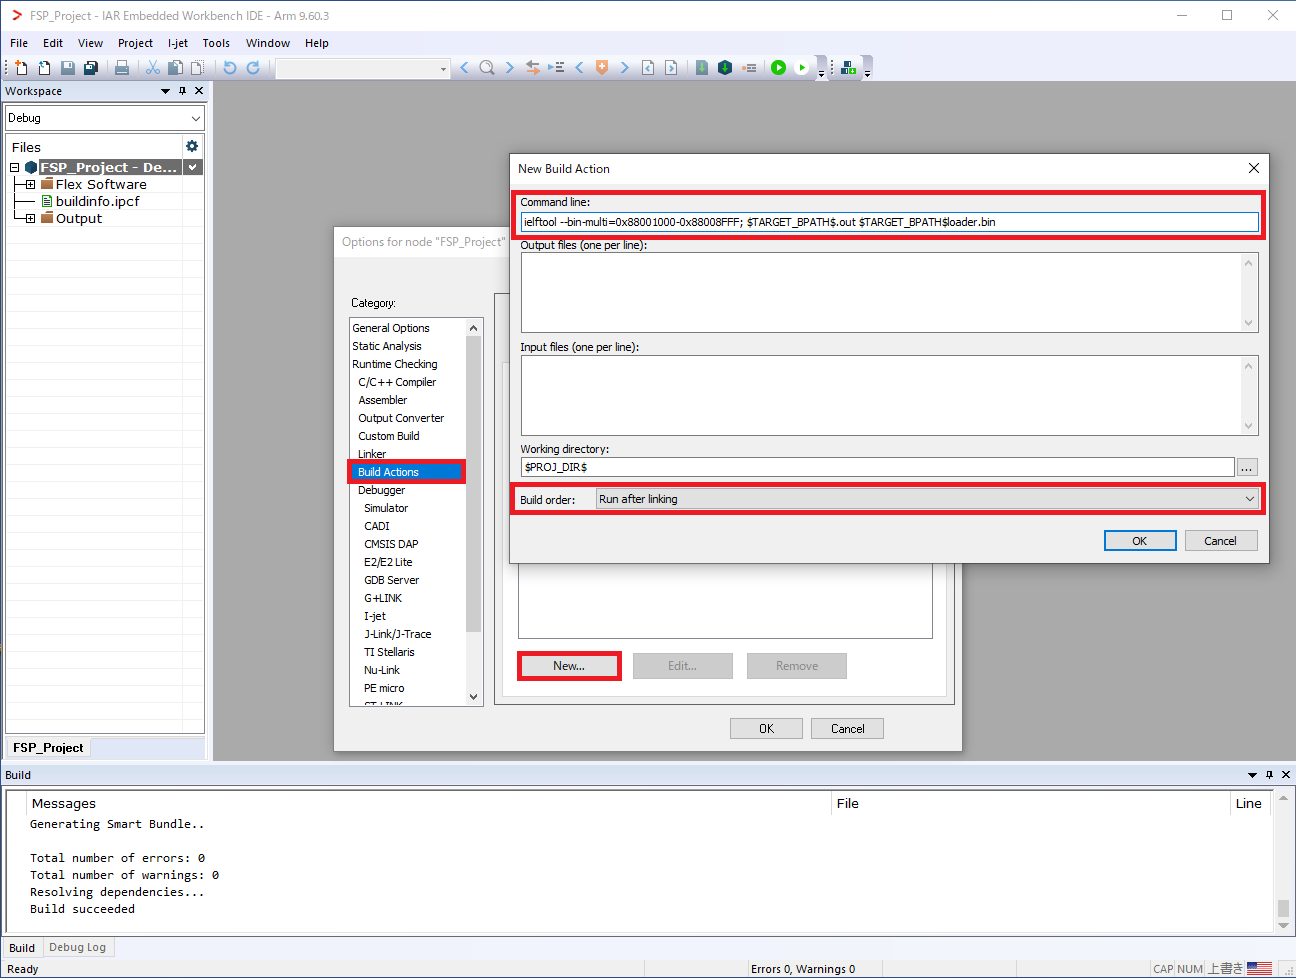 FSP_Project - IAR Embedded Workbench IDE - Arm 9.60.3
File Edit View Project I-jet Tools Window Help
Workspace
Debug
Files
FSP_Project - De...
Flex Software
buildinfo.ipcf
Output
FSP_Project
Options for node "FSP_Project"
Category:
General Options
Static Analysis
Runtime Checking
C/C++ Compiler
Assembler
Output Converter
Custom Build
Linker
Build Actions
Debugger
Simulator
CADI
CMSIS DAP
E2/E2 Lite
GDB Server
G+LINK
I-jet
J-Link/J-Trace
TI Stellaris
Nu-Link
PE micro
ST-LINK
New... Edit... Remove
OK Cancel
New Build Action
Command line:
ielftool --bin-multi=0x88001000-0x88008FFF; $TARGET_BPATH$.out $TARGET_BPATH$loader.bin
Output files (one per line):
Input files (one per line):
Working directory:
$PROJ_DIR$
...
Build order: Run after linking
OK Cancel
Build
Messages File Line
Generating Smart Bundle..
Total number of errors: 0
Total number of warnings: 0
Resolving dependencies...
Build succeeded
Build Debug Log
Ready Errors 0, Warnings 0 CAP NUM 上書き